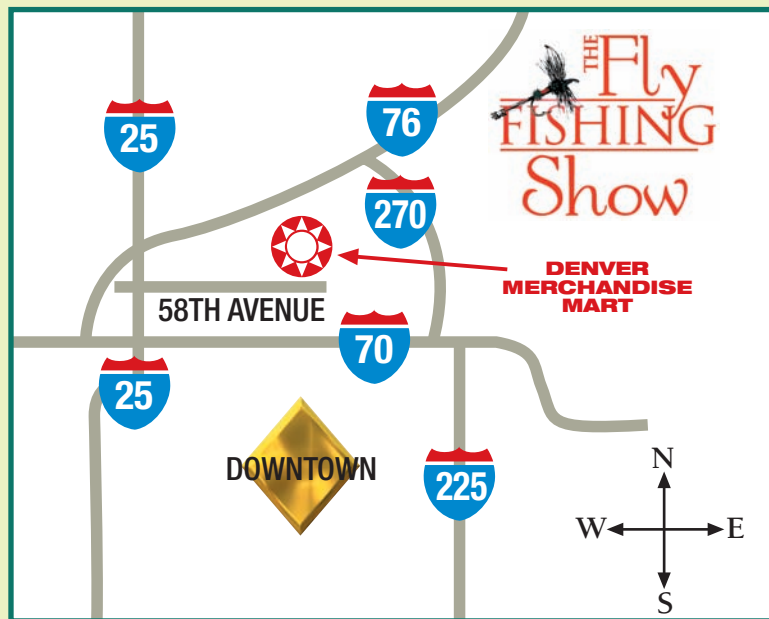 THE
Fly
FISHING
Show
25
76
270
DENVER
MERCHANDISE
MART
58TH AVENUE
70
25
DOWNTOWN
225
N
W E
S